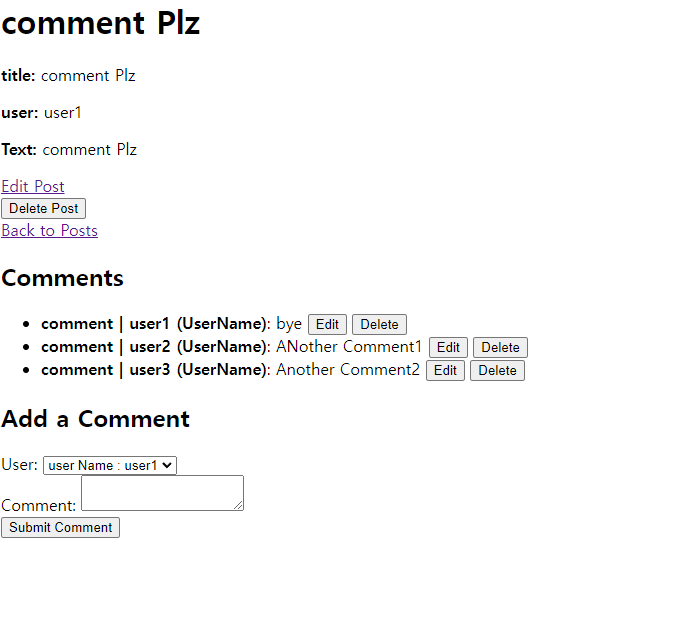 comment Plz
title: comment Plz
user: user1
Text: comment Plz
Edit Post
Delete Post
Back to Posts
Comments
comment | user1 (UserName): bye Edit Delete
comment | user2 (UserName): ANother Comment1 Edit Delete
comment | user3 (UserName): Another Comment2 Edit Delete
Add a Comment
User: user Name : user1
Comment:
Submit Comment